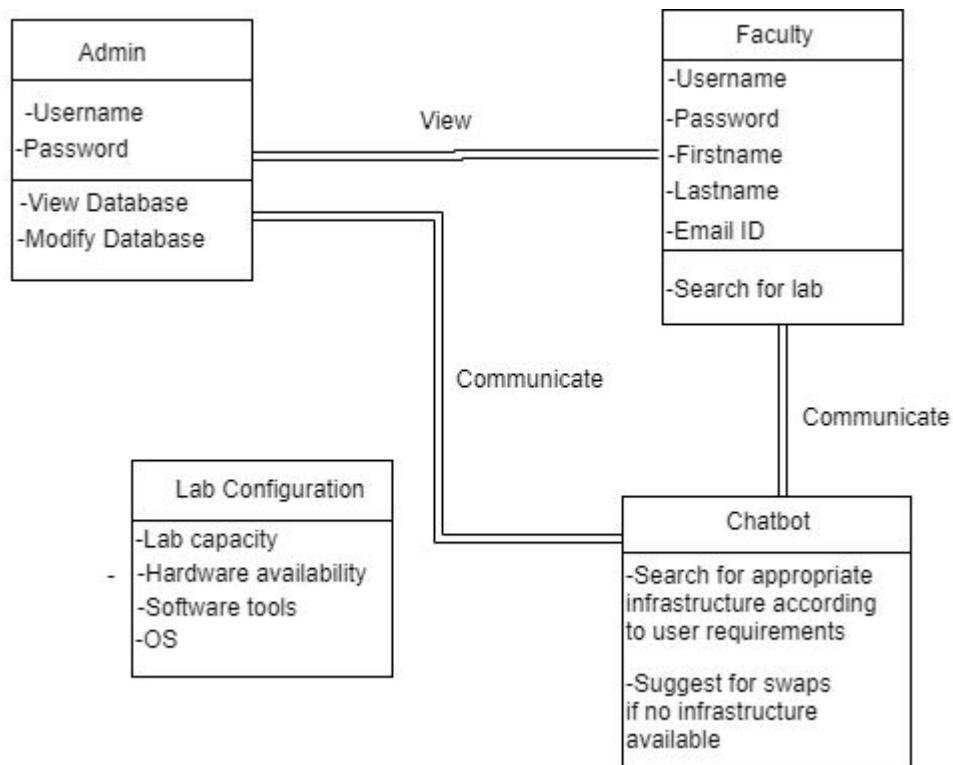 Admin
-Username
-Password
-View Database
-Modify Database
View
Faculty
-Username
-Password
-Firstname
-Lastname
-Email ID
-Search for lab
Communicate
Communicate
Lab Configuration
-Lab capacity
-
-Hardware availability
-Software tools
-OS
Chatbot
-Search for appropriate
infrastructure according
to user requirements
-Suggest for swaps
if no infrastructure
available